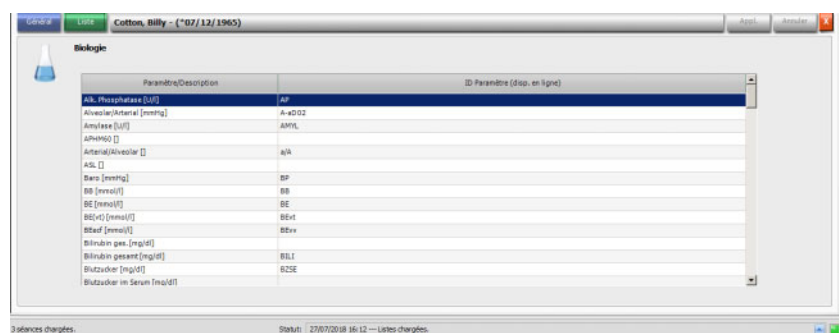 Général Liste Cotton, Billy - (*07/12/1965) Appl. Annuler X
Biologie
Paramètre/Description ID Paramètre (disp. en ligne)
Alk. Phosphatase [U/l] AP
Alveolar/Arterial [mmHg] A-aDO2
Amylase [U/l] AMYL
APHM60 []
Arterial/Alveolar [] a/A
ASL []
Baro [mmHg] BP
BB [mmol/l] BB
BE [mmol/l] BE
BE(vt) [mmol/l] BEvt
BEecf [mmol/l] BEvv
Bilirubin ges. [mg/dl]
Bilirubin gesamt [mg/dl] BILI
Blutzucker [mg/dl] BZSE
Blutzucker im Serum [mg/dl]
3 séances chargées. Statut: 27/07/2018 16:12 --- Listes chargées.